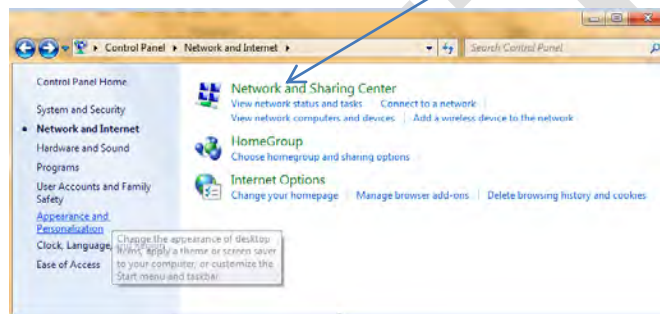 Control Panel ▸ Network and Internet ▸
Search Control Panel
Control Panel Home
System and Security
Network and Internet
Hardware and Sound
Programs
User Accounts and Family
Safety
Appearance and
Personalization
Clock, Language,
Ease of Access
Change the appearance of desktop
items, apply a theme or screen saver
to your computer, or customize the
Start menu and taskbar
Network and Sharing Center
View network status and tasks Connect to a network
View network computers and devices Add a wireless device to the network
HomeGroup
Choose homegroup and sharing options
Internet Options
Change your homepage Manage browser add-ons Delete browsing history and cookies